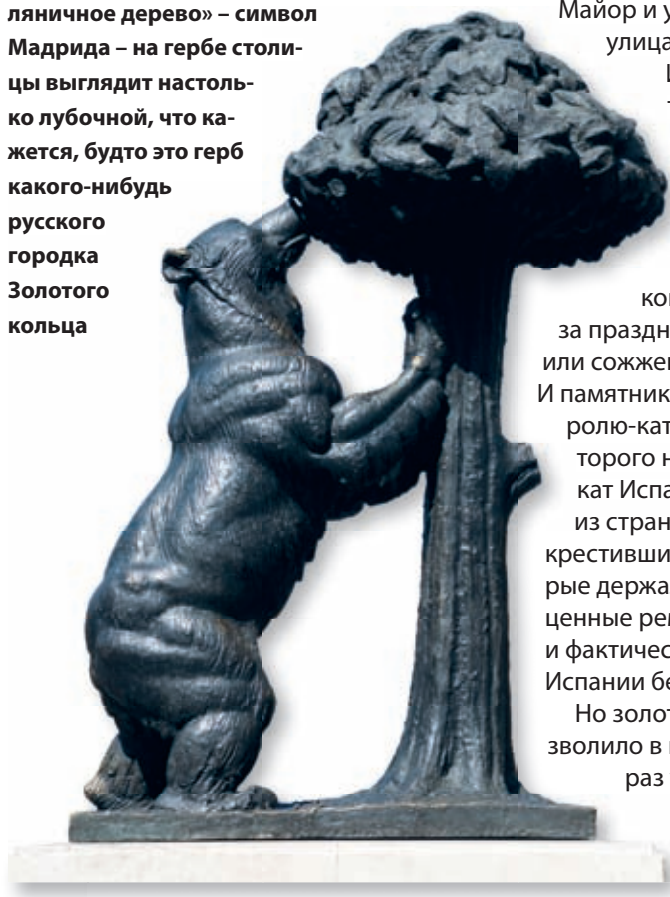 ляничное дерево» – символ
Мадрида – на гербе столи-
цы выглядит настоль-
ко лубочной, что ка-
жется, будто это герб
какого-нибудь
русского
городка
Золотого
кольца
Майор и у
улица
за праздн
или сожжен
И памятник
ролю-кат
торого н
кат Испа
из стран
крестивши
рые держа
ценные рем
и фактичес
Испании бе
Но золот
зволило в
раз